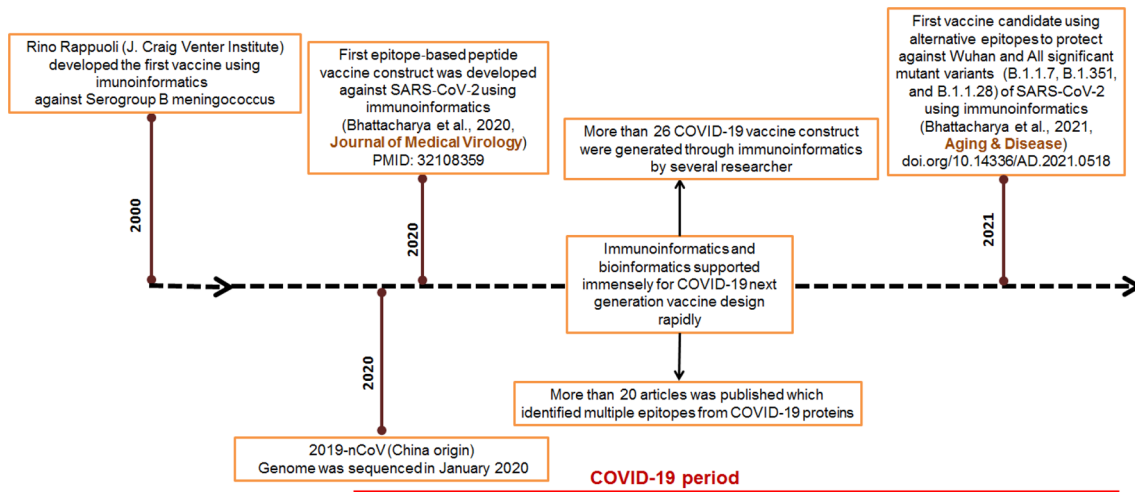 Rino Rappuoli (J. Craig Venter Institute)
developed the first vaccine using
imunoinformatics
against Serogroup B meningococcus
2000
First epitope-based peptide
vaccine construct was developed
against SARS-CoV-2 using
immunoinformatics
(Bhattacharya et al., 2020,
Journal of Medical Virology)
PMID: 32108359
2020
2019-nCoV (China origin)
Genome was sequenced in January 2020
2020
More than 26 COVID-19 vaccine construct
were generated through immunoinformatics
by several researcher
Immunoinformatics and
bioinformatics supported
immensely for COVID-19 next
generation vaccine design
rapidly
More than 20 articles was published which
identified multiple epitopes from COVID-19 proteins
First vaccine candidate using
alternative epitopes to protect
against Wuhan and All significant
mutant variants (B.1.1.7, B.1.351,
and B.1.1.28) of SARS-CoV-2
using immunoinformatics
(Bhattacharya et al., 2021,
Aging & Disease)
doi.org/10.14336/AD.2021.0518
2021
COVID-19 period